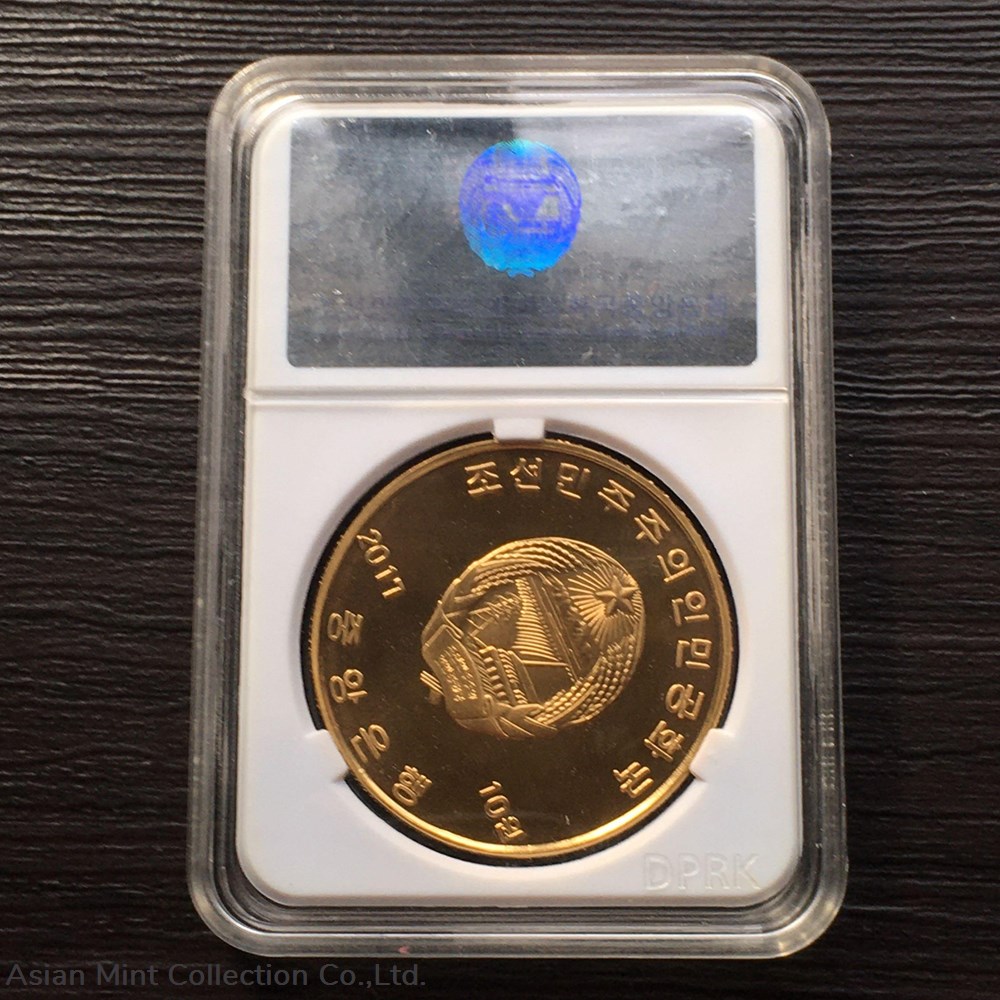 조선민주주의인민공화국
2017
중앙은행
10원
DPRK
Asian Mint Collection Co.,Ltd.